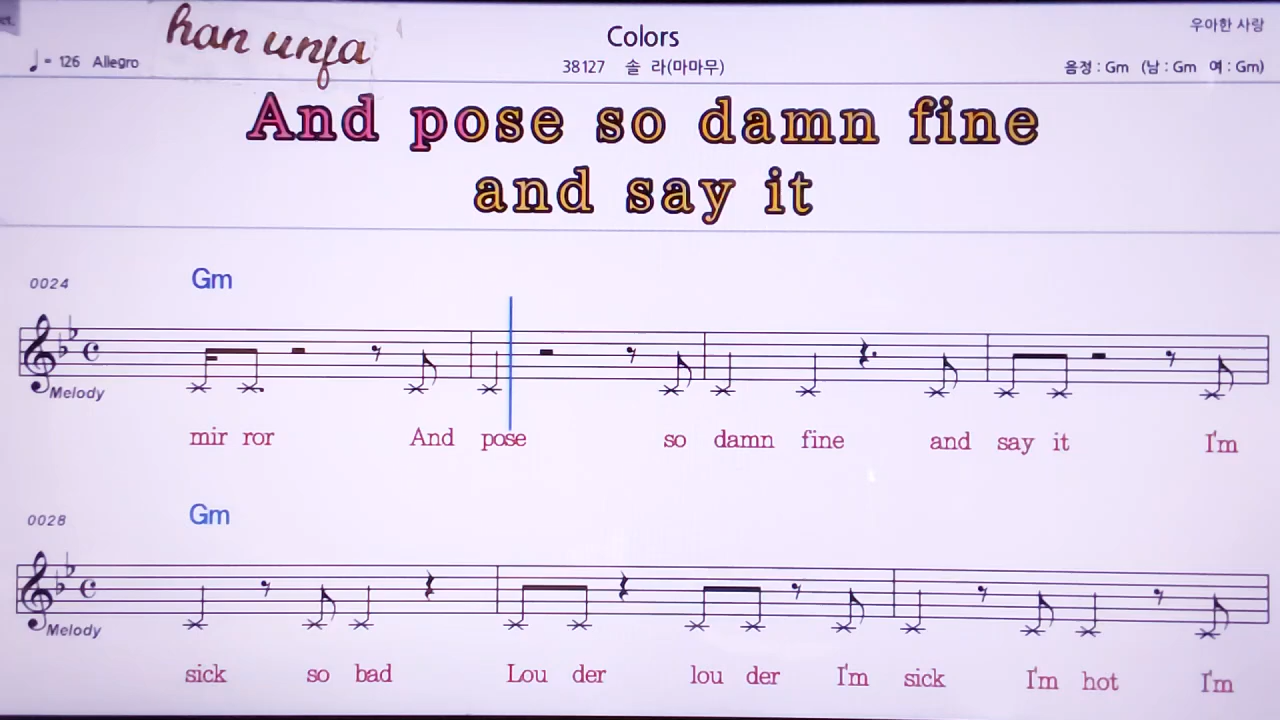 han unfa
Colors
우아한 사랑
♩= 126 Allegro
38127 솔 라(마마무)
음정 : Gm (남 : Gm 여 : Gm)
And pose so damn fine
and say it
0024
Gm
Melody
mir ror And pose so damn fine and say it I'm
0028
Gm
Melody
sick so bad Lou der lou der I'm sick I'm hot I'm